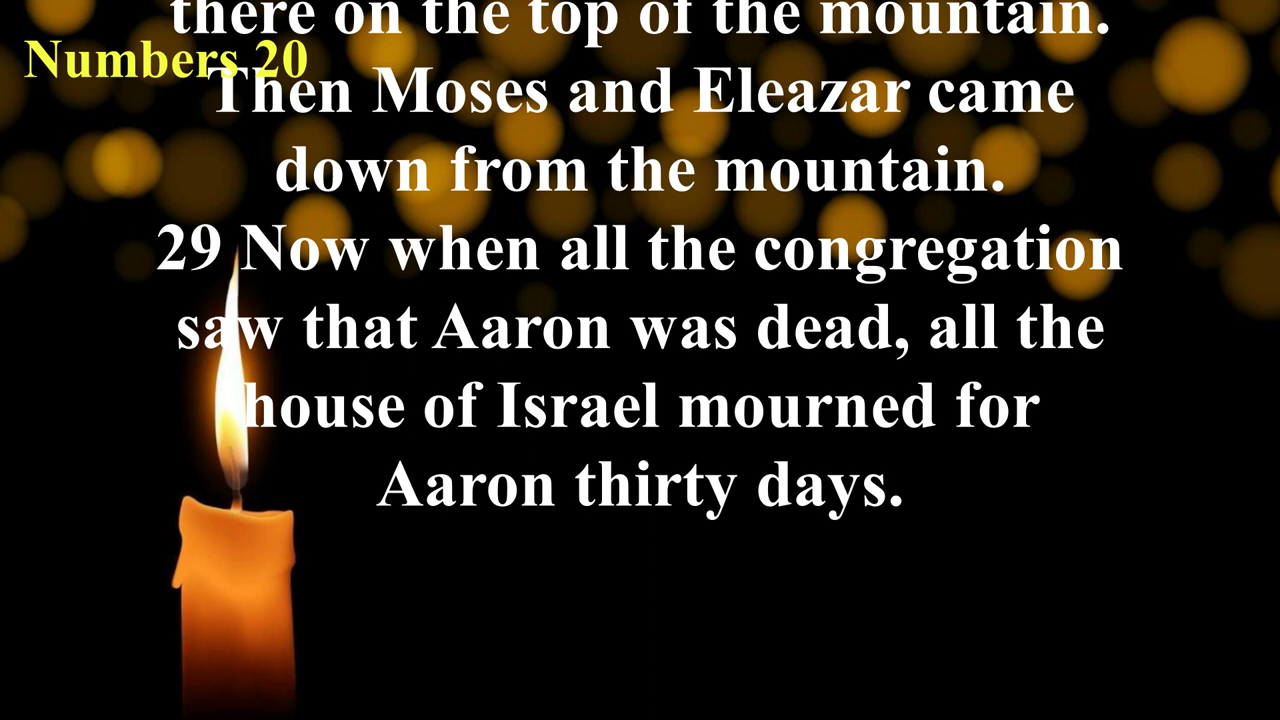 there on the top of the mountain.
Numbers 20
Then Moses and Eleazar came
down from the mountain.
29 Now when all the congregation
saw that Aaron was dead, all the
house of Israel mourned for
Aaron thirty days.